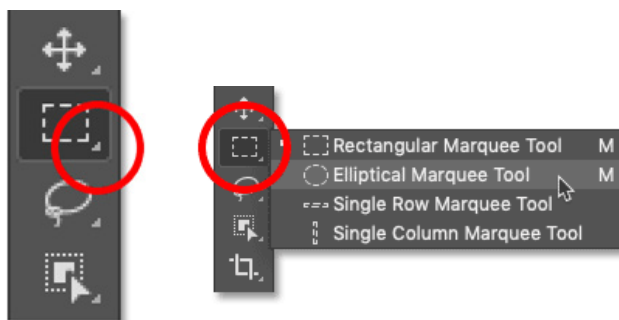 Rectangular Marquee Tool M
Elliptical Marquee Tool M
Single Row Marquee Tool
Single Column Marquee Tool